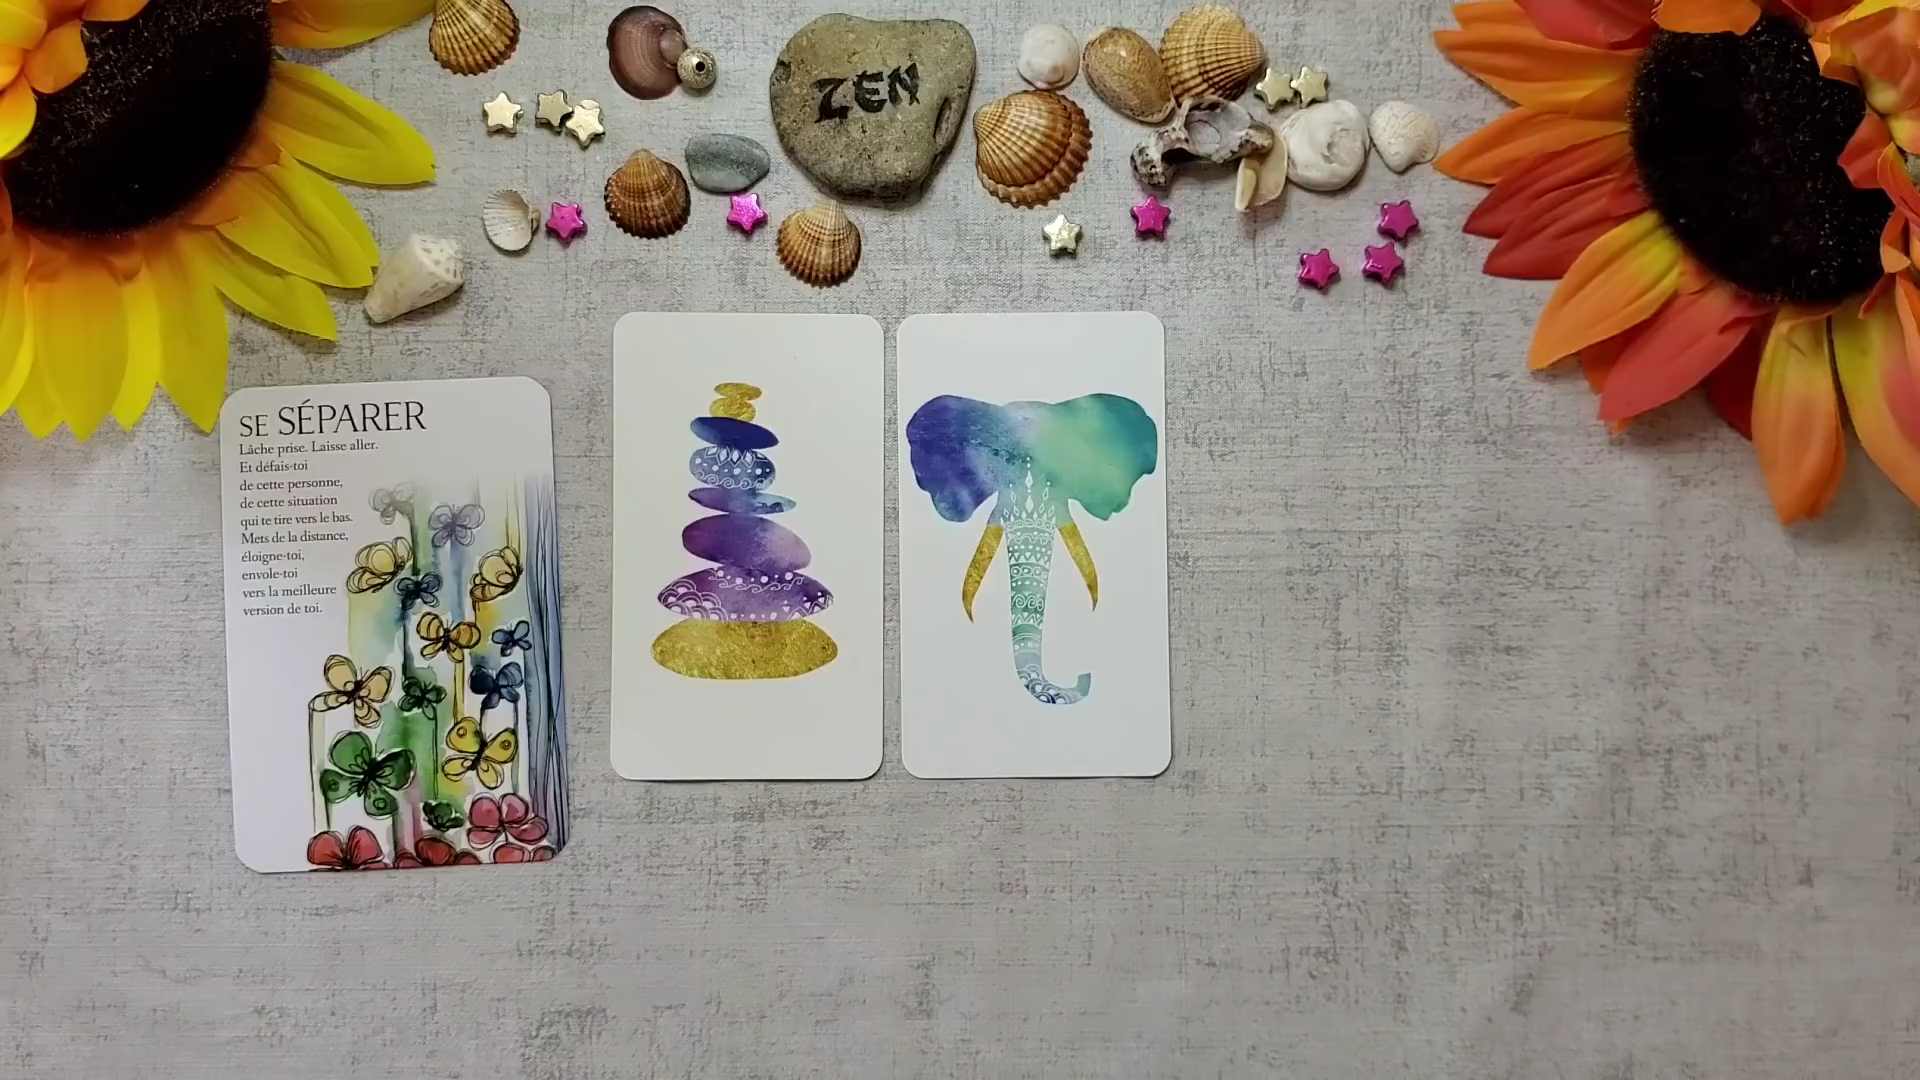 ZEN
SE SÉPARER
Lâche prise. Laisse aller.
Et défais-toi
de cette personne,
de cette situation
qui te tire vers le bas.
Mets de la distance,
éloigne-toi,
envole-toi
vers la meilleure
version de toi.